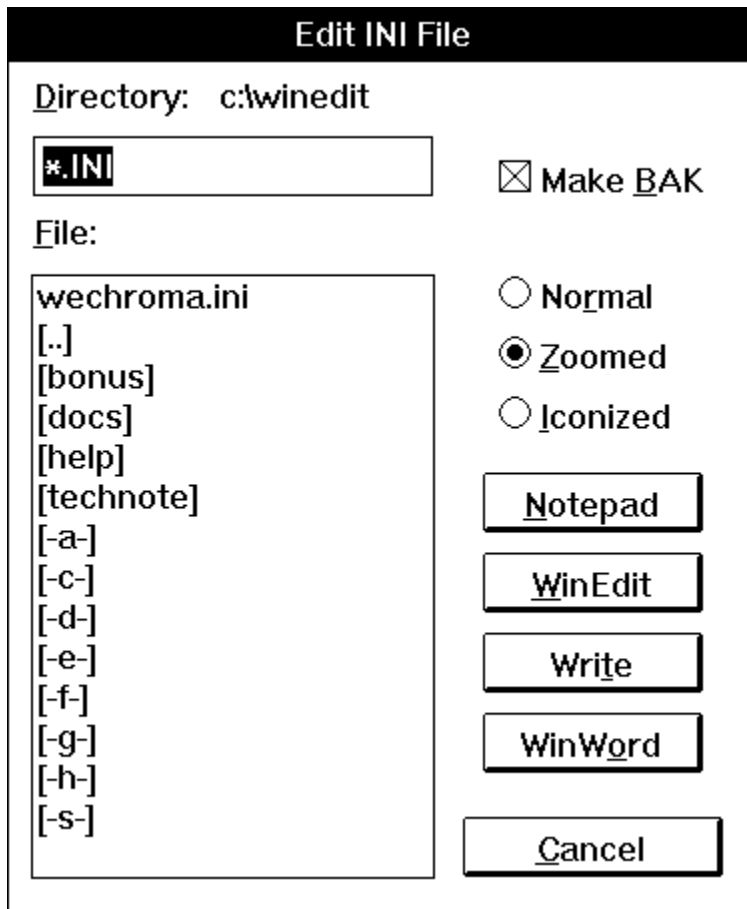 Edit INI File
Directory: c:\winedit
*.INI
Make BAK
File:
wechroma.ini
[..]
[bonus]
[docs]
[help]
[technote]
[-a-]
[-c-]
[-d-]
[-e-]
[-f-]
[-g-]
[-h-]
[-s-]
Normal
Zoomed
Iconized
Notepad
WinEdit
Write
WinWord
Cancel